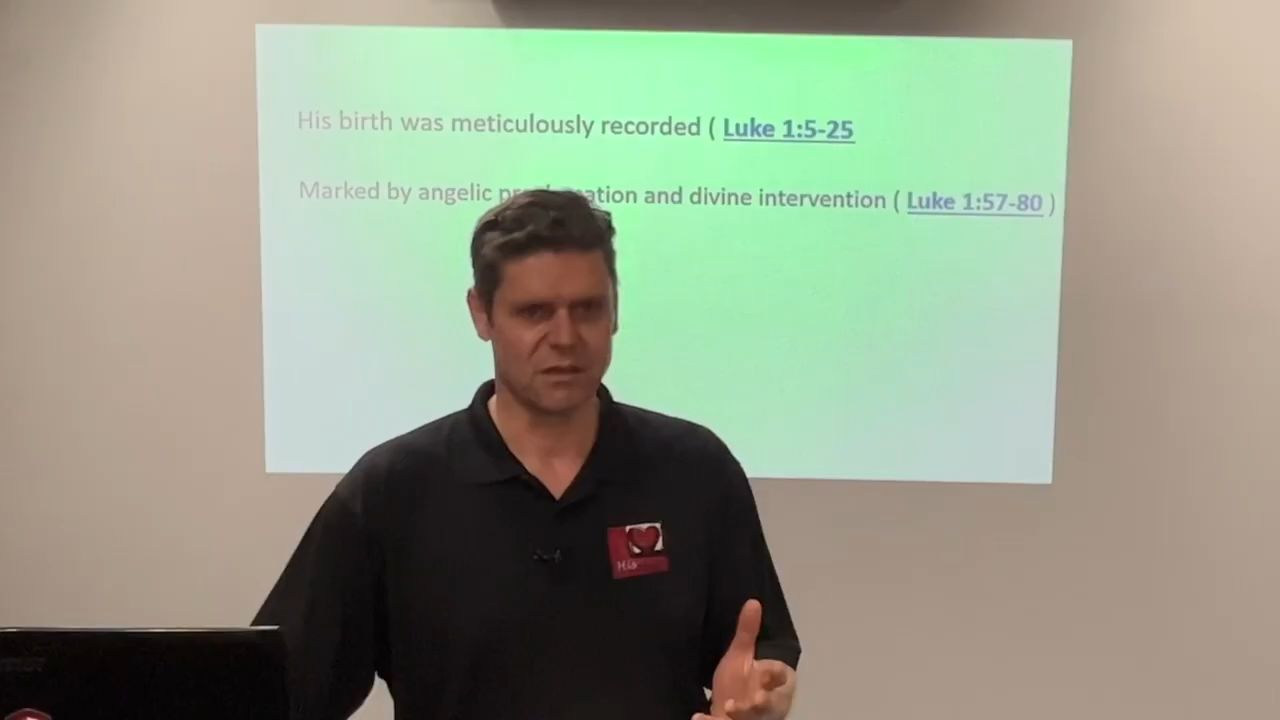 His birth was meticulously recorded ( Luke 1:5-25
Marked by angelic and divine intervention ( Luke 1:57-80 )
His